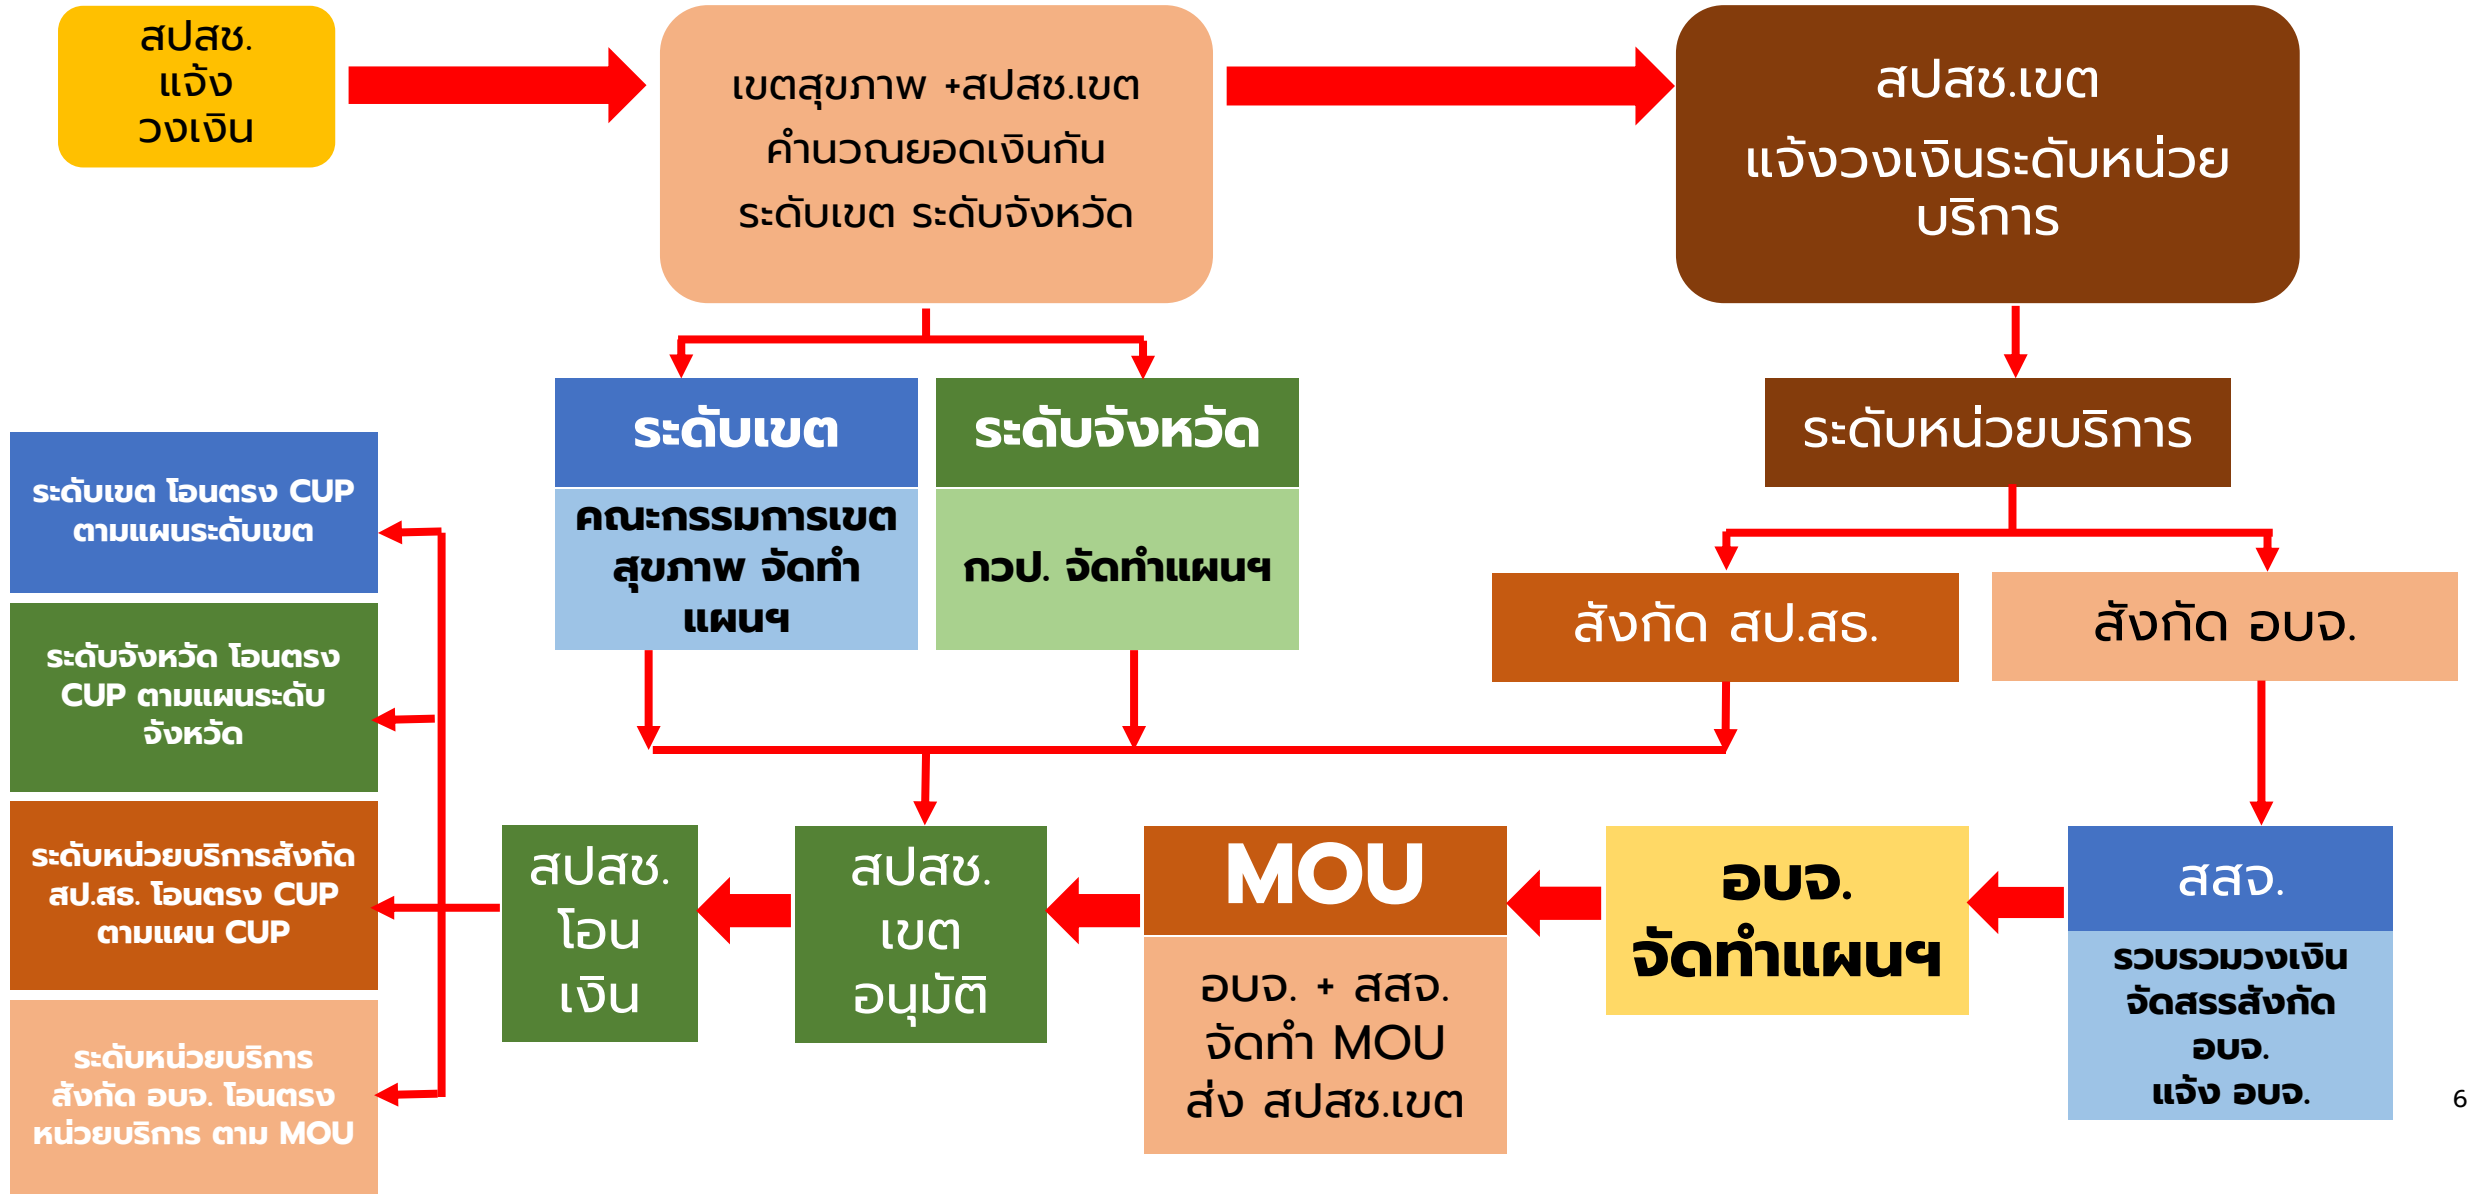 สปสช.
แจ้ง
วงเงิน
เขตสุขภาพ +สปสช.เขต
คำนวณยอดเงินกัน
ระดับเขต ระดับจังหวัด
สปสช.เขต
แจ้งวงเงินระดับหน่วย
บริการ
ระดับเขต
คณะกรรมการเขต
สุขภาพ จัดทำ
แผนฯ
ระดับจังหวัด
กวป. จัดทำแผนฯ
ระดับหน่วยบริการ
สังกัด สป.สธ.
สังกัด อบจ.
สสจ.
รวบรวมวงเงิน
จัดสรรสังกัด
อบจ.
แจ้ง อบจ.
อบจ.
จัดทำแผนฯ
MOU
อบจ. + สสจ.
จัดทำ MOU
ส่ง สปสช.เขต
สปสช.
เขต
อนุมัติ
สปสช.
โอน
เงิน
ระดับเขต โอนตรง CUP
ตามแผนระดับเขต
ระดับจังหวัด โอนตรง
CUP ตามแผนระดับ
จังหวัด
ระดับหน่วยบริการสังกัด
สป.สธ. โอนตรง CUP
ตามแผน CUP
ระดับหน่วยบริการ
สังกัด อบจ. โอนตรง
หน่วยบริการ ตาม MOU
6